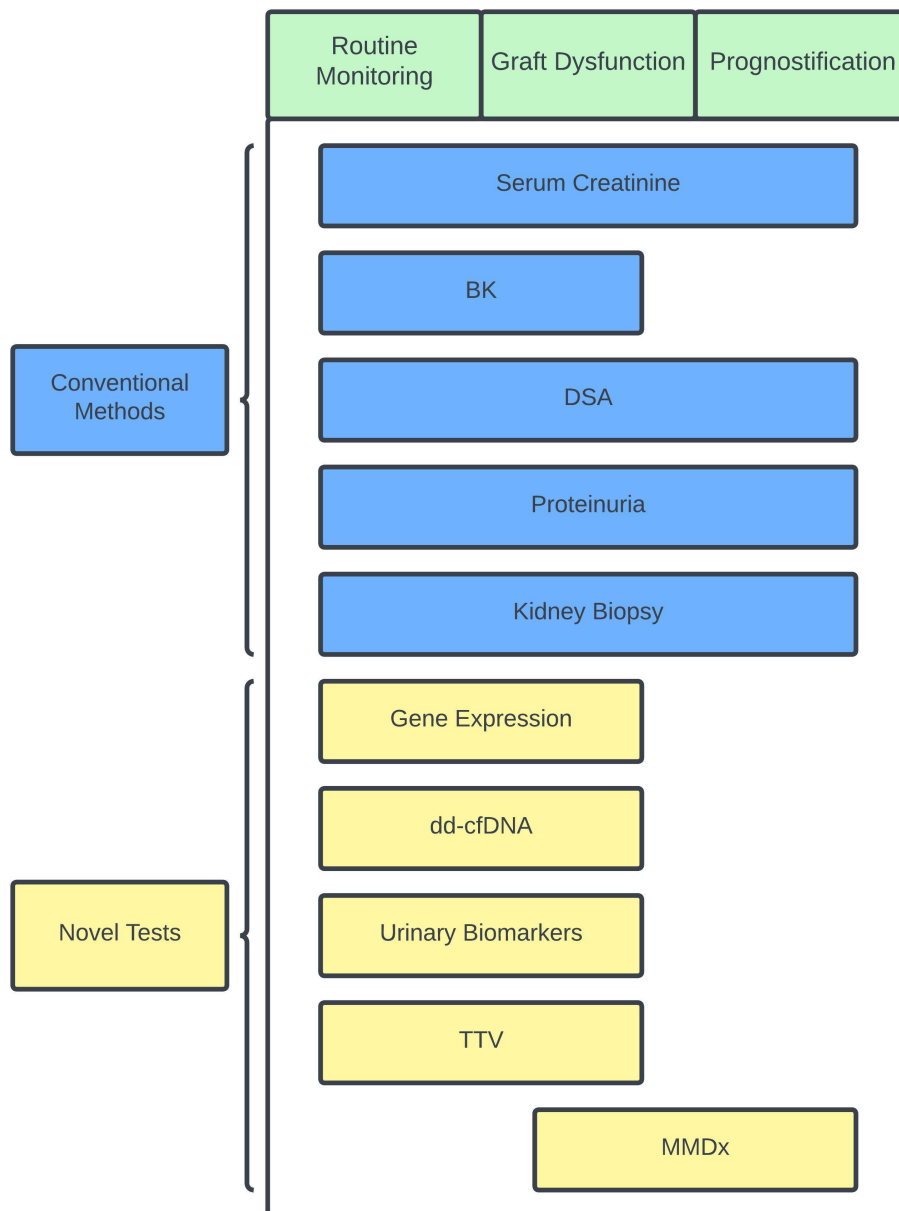 Routine
Monitoring
Graft Dysfunction
Prognostification
Serum Creatinine
BK
Conventional
Methods
DSA
Proteinuria
Kidney Biopsy
Gene Expression
dd-cfDNA
Novel Tests
Urinary Biomarkers
TTV
MMDx